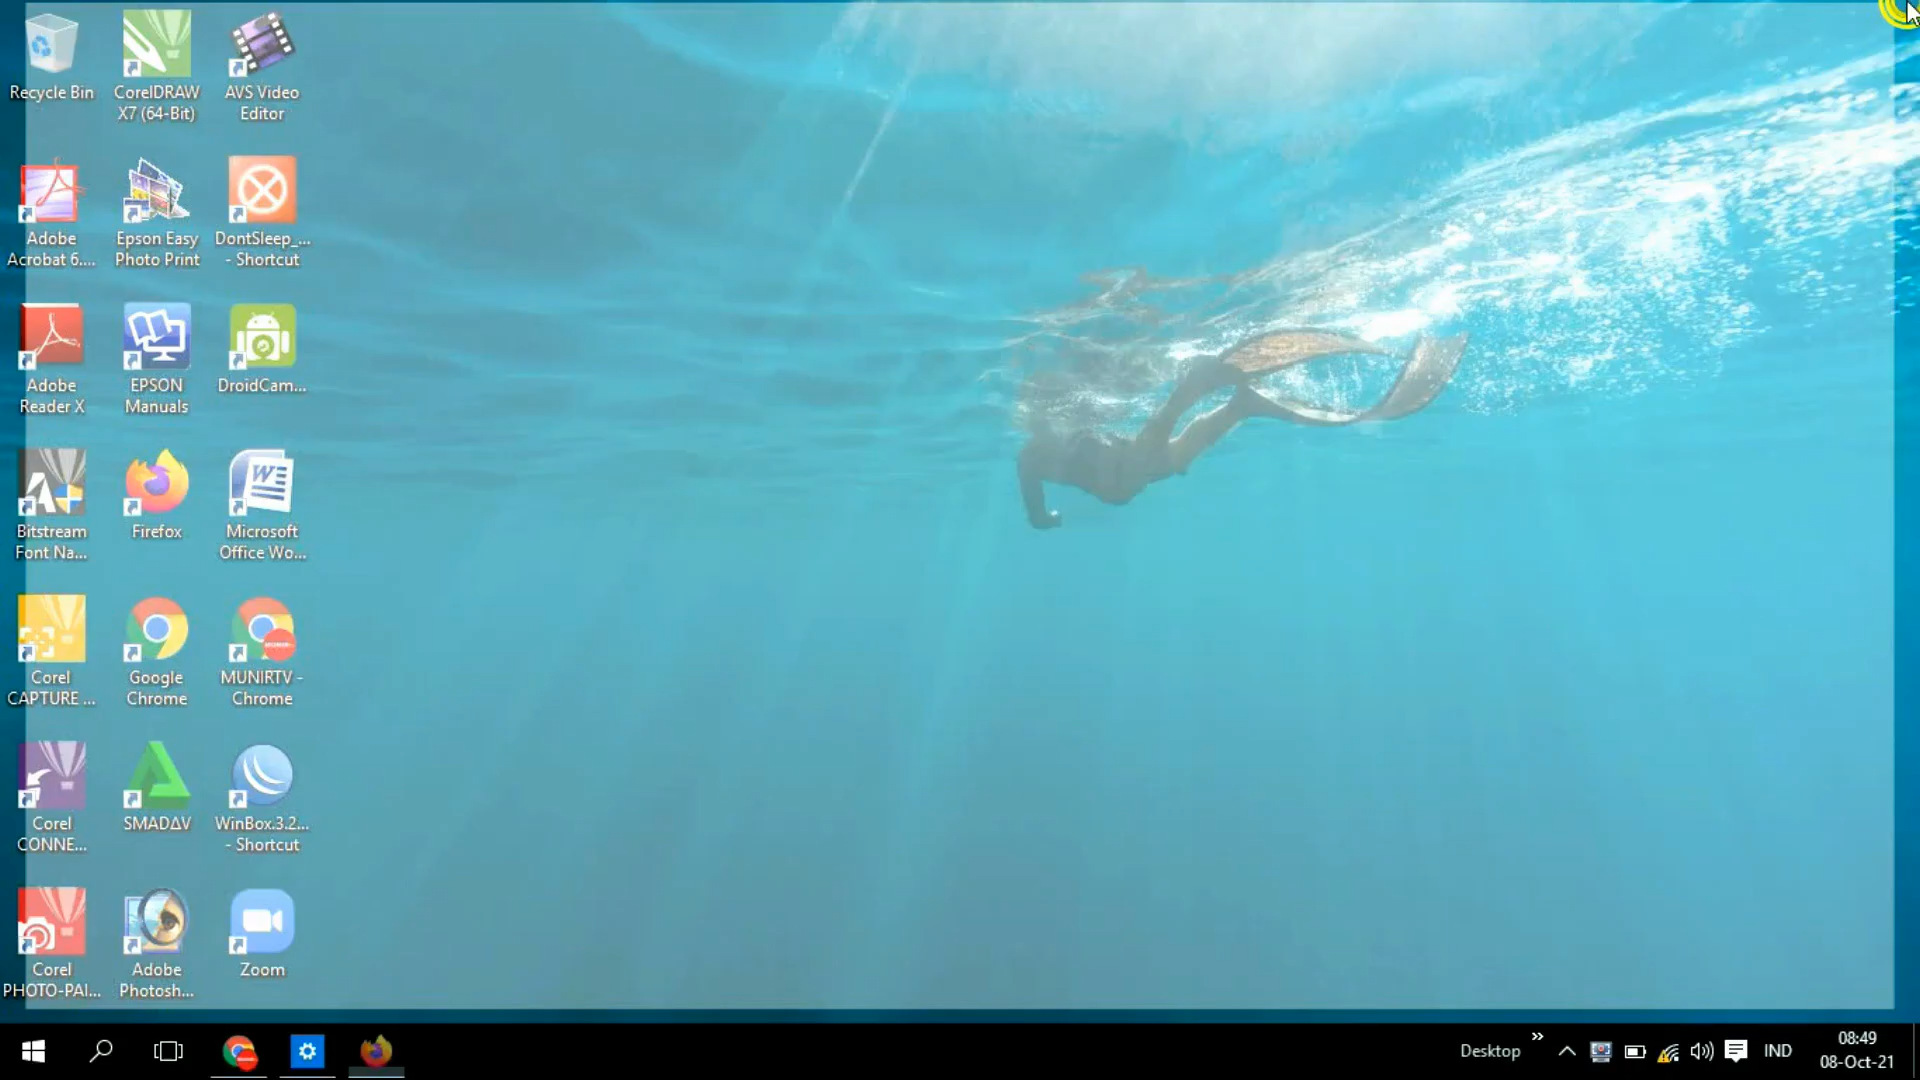 Recycle Bin
CorelDRAW
X7 (64-Bit)
AVS Video
Editor
Adobe
Acrobat 6....
Epson Easy
Photo Print
DontSleep_...
- Shortcut
Adobe
Reader X
EPSON
Manuals
DroidCam...
Bitstream
Font Na...
Firefox
Microsoft
Office Wo...
Corel
CAPTURE ...
Google
Chrome
MUNIRTV -
Chrome
Corel
CONNE...
SMADΔV
WinBox.3.2...
- Shortcut
Corel
PHOTO-PAI...
Adobe
Photosh...
Zoom
Desktop
IND
08:49
08-Oct-21